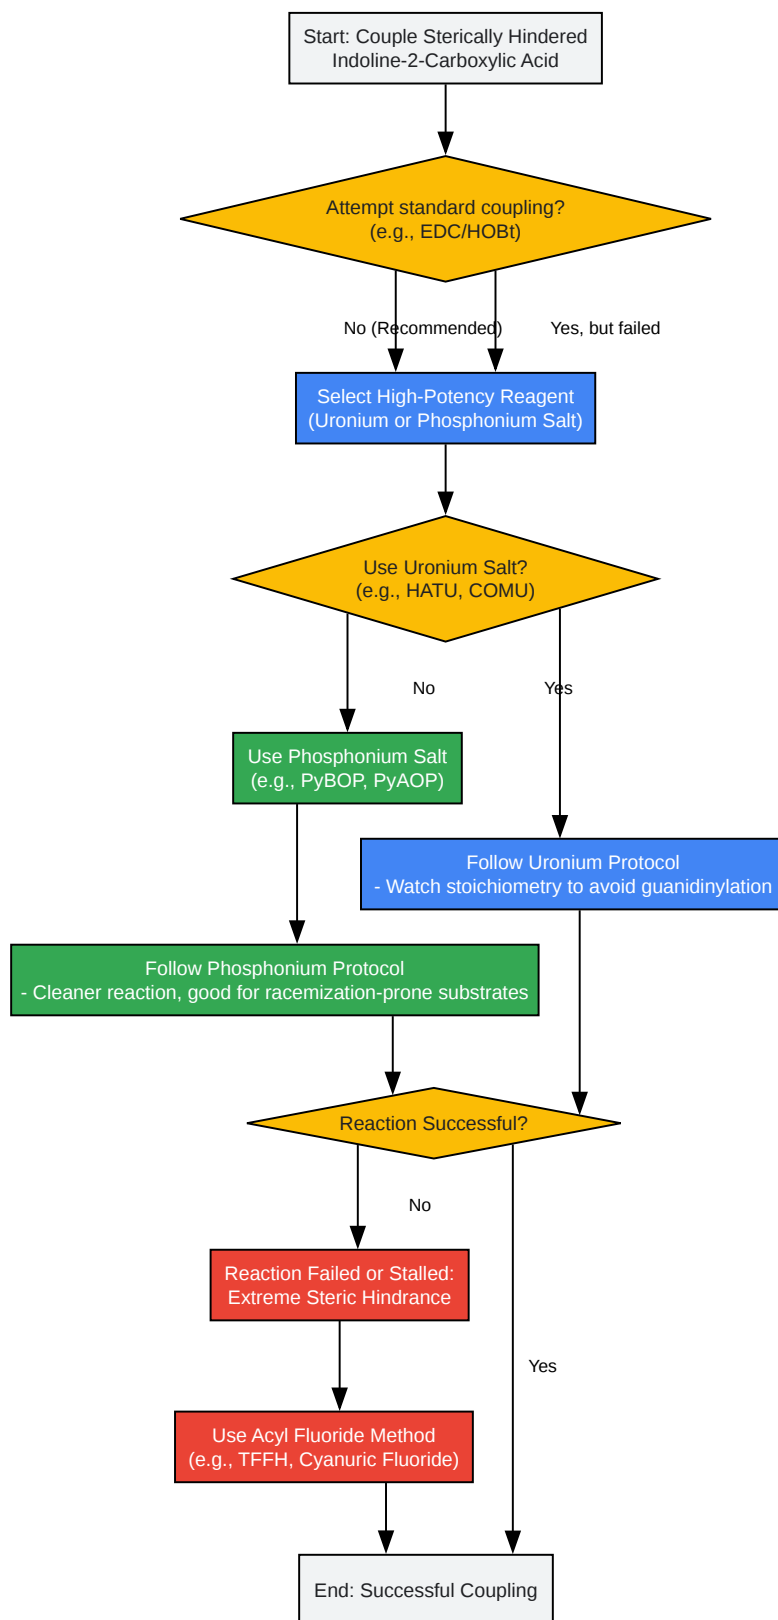 Start: Couple Sterically Hindered
Indoline-2-Carboxylic Acid
Attempt standard coupling?
(e.g., EDC/HOBt)
No (Recommended)
Yes, but failed
Select High-Potency Reagent
(Uronium or Phosphonium Salt)
Use Uronium Salt?
(e.g., HATU, COMU)
No
Yes
Use Phosphonium Salt
(e.g., PyBOP, PyAOP)
Follow Uronium Protocol
- Watch stoichiometry to avoid guanidinylation
Follow Phosphonium Protocol
- Cleaner reaction, good for racemization-prone substrates
Reaction Successful?
No
Reaction Failed or Stalled:
Extreme Steric Hindrance
Yes
Use Acyl Fluoride Method
(e.g., TFFH, Cyanuric Fluoride)
End: Successful Coupling